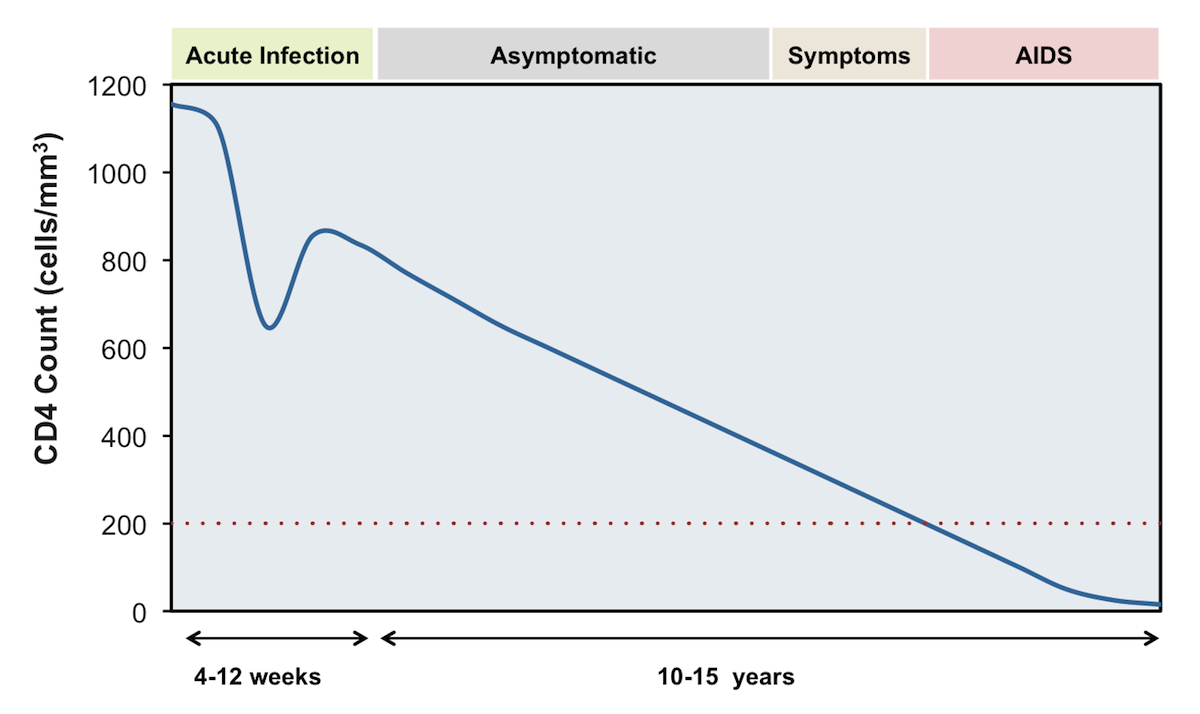 Acute Infection
Asymptomatic
Symptoms
AIDS
CD4 Count (cells/mm³)
1200
1000
800
600
400
200
0
4-12 weeks
10-15 years